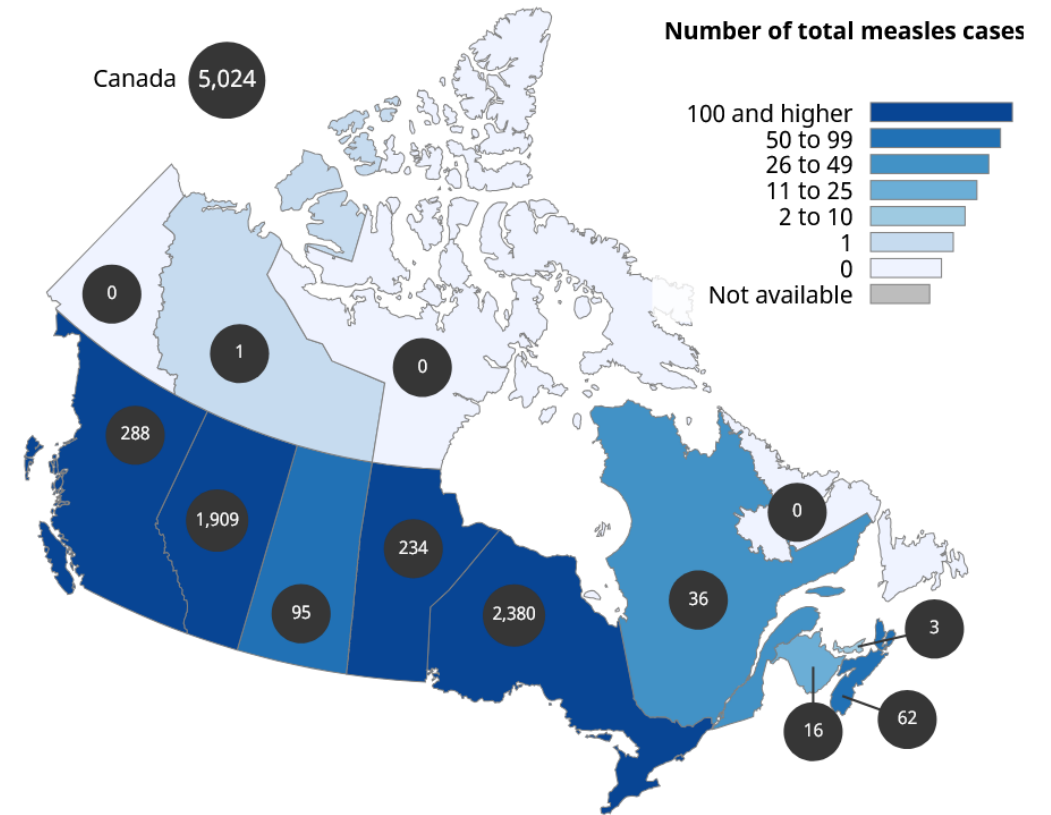 Number of total measles cases
Canada 5,024
100 and higher
50 to 99
26 to 49
11 to 25
2 to 10
1
0
Not available
0
1
0
288
1,909
95
234
2,380
36
0
3
62
16